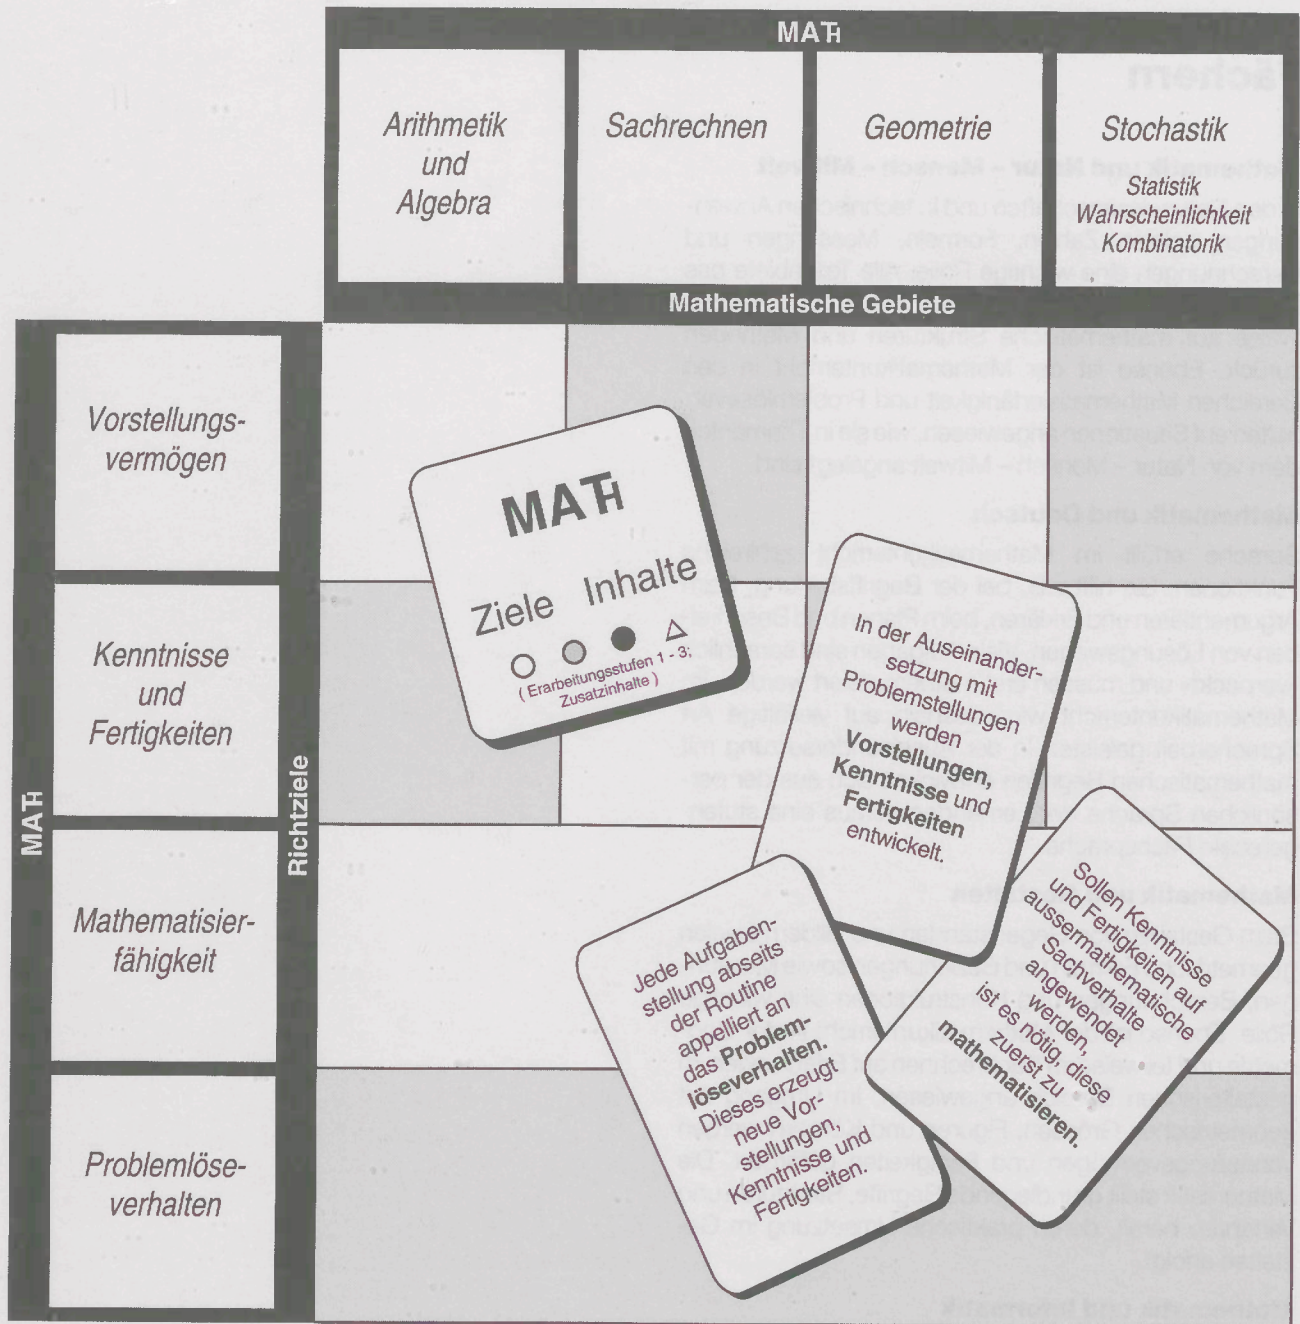 MATH
Arithmetik
und
Algebra
Sachrechnen
Geometrie
Stochastik
Statistik
Wahrscheinlichkeit
Kombinatorik
Mathematische Gebiete
MATH
Richtziele
Vorstellungs-
vermögen
Kenntnisse
und
Fertigkeiten
Mathematisier-
fähigkeit
Problemlöse-
verhalten
MATH
Ziele Inhalte
( Erarbeitungsstufen 1 - 3;
Zusatzinhalte )
In der Auseinander-
setzung mit
Problemstellungen
werden
Vorstellungen,
Kenntnisse und
Fertigkeiten
entwickelt.
Sollen Kenntnisse
und Fertigkeiten auf
aussermathematische
Sachverhalte
angewendet
werden,
ist es nötig, diese
zuerst zu
mathematisieren.
Jede Aufgaben-
stellung abseits
der Routine
appelliert an
das Problem-
löseverhalten.
Dieses erzeugt
neue Vor-
stellungen,
Kenntnisse und
Fertigkeiten.